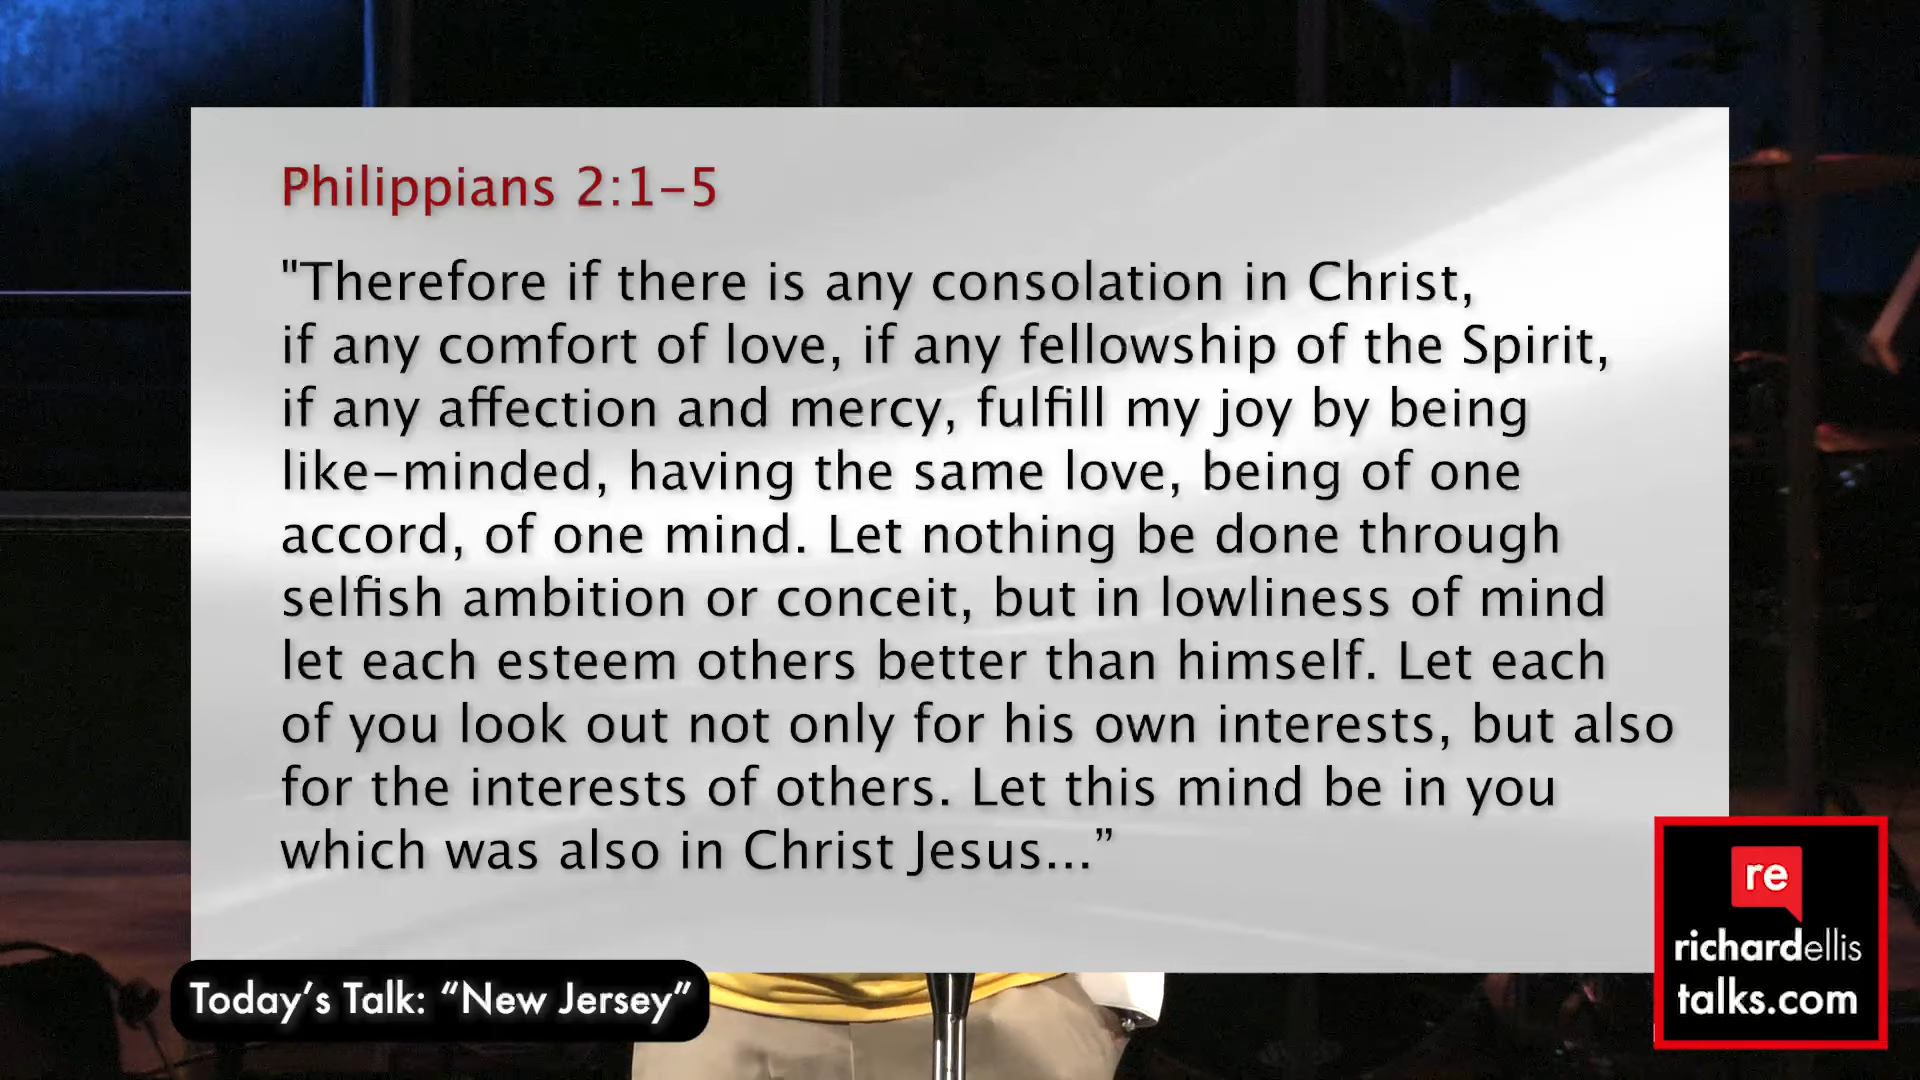 Philippians 2:1–5
"Therefore if there is any consolation in Christ,
if any comfort of love, if any fellowship of the Spirit,
if any affection and mercy, fulfill my joy by being
like–minded, having the same love, being of one
accord, of one mind. Let nothing be done through
selfish ambition or conceit, but in lowliness of mind
let each esteem others better than himself. Let each
of you look out not only for his own interests, but also
for the interests of others. Let this mind be in you
which was also in Christ Jesus...”
Today’s Talk: “New Jersey”
re
richardellis
talks.com